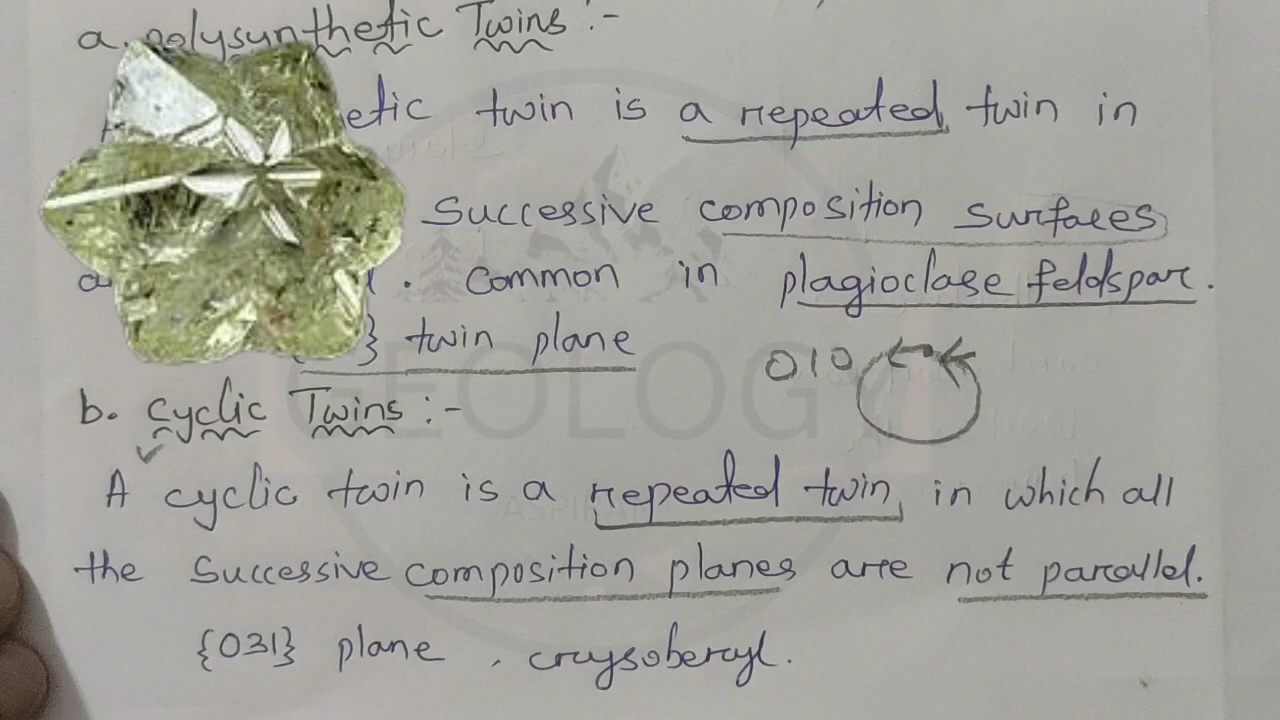 a. polysynthetic Twins :-
etic twin is a repeated twin in
Successive composition surfaces
. Common in plagioclase feldspar.
} twin plane
010
b. cyclic Twins :-
A cyclic twin is a repeated twin in which all
the Successive composition planes are not parallel.
{031} plane , crysoberyl.
GEOLOGY